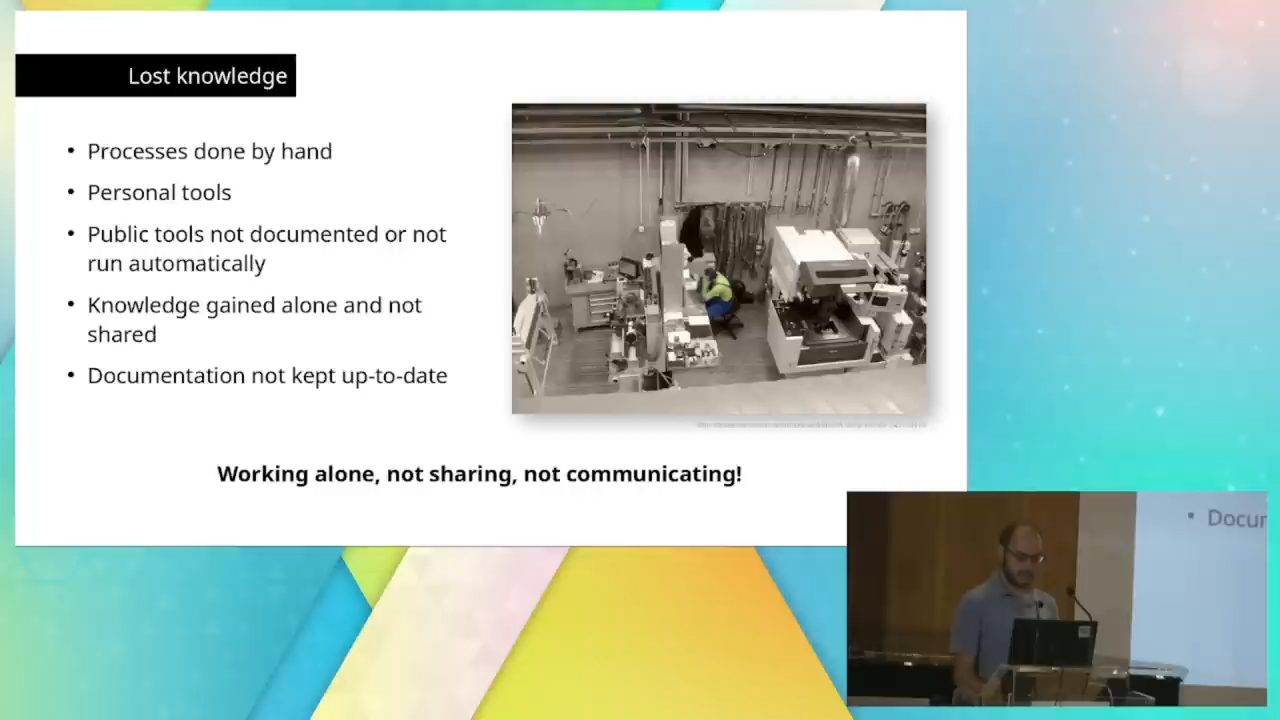 Lost knowledge
• Processes done by hand
• Personal tools
• Public tools not documented or not
run automatically
• Knowledge gained alone and not
shared
• Documentation not kept up-to-date
Working alone, not sharing, not communicating!
• Docur